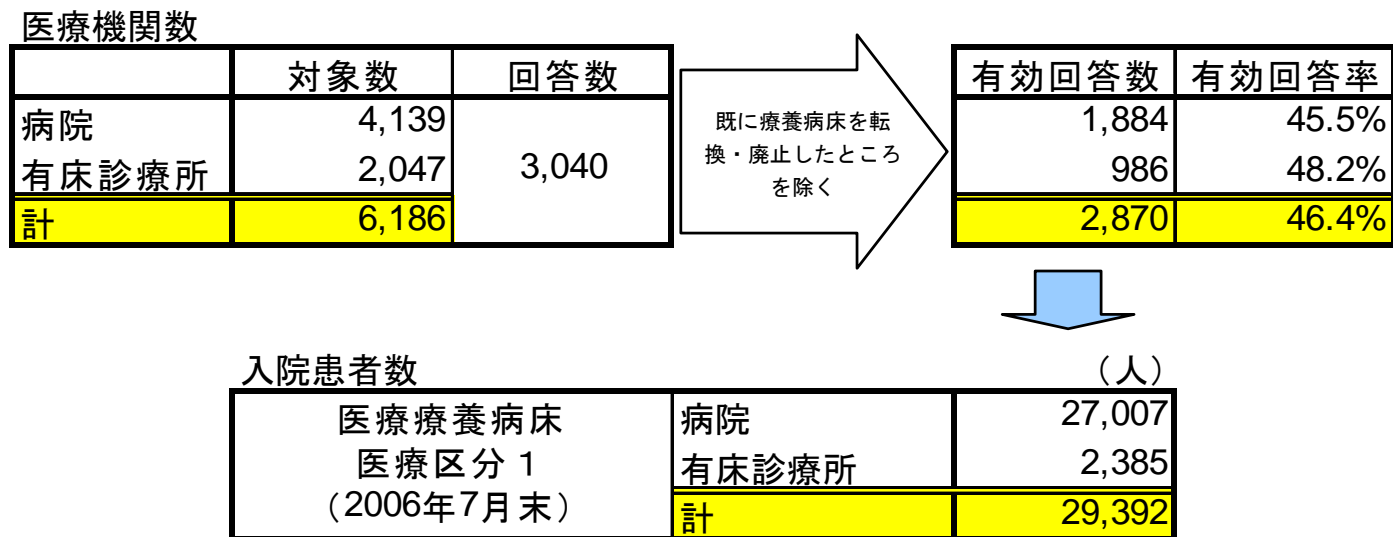 医療機関数
対象数 回答数 有効回答数 有効回答率
病院 4,139 1,884 45.5%
有床診療所 2,047 3,040 986 48.2%
計 6,186 2,870 46.4%
既に療養病床を転
換・廃止したところ
を除く
入院患者数 （人）
医療療養病床 病院 27,007
医療区分１ 有床診療所 2,385
（2006年7月末） 計 29,392